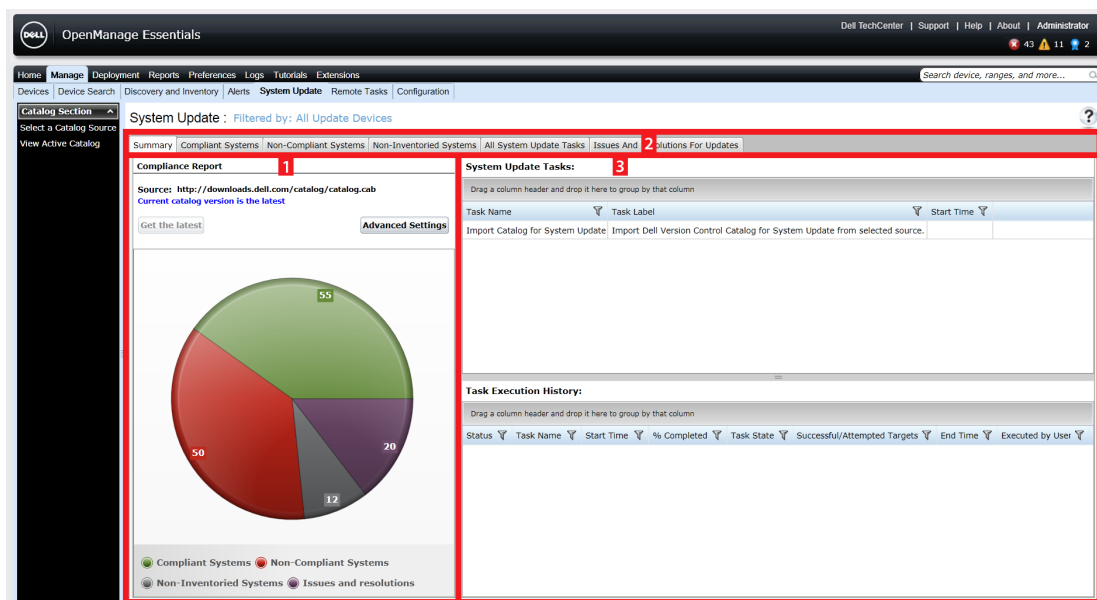 Dell TechCenter | Support | Help | About | Administrator
DELL OpenManage Essentials
43 11 2
Home Manage Deployment Reports Preferences Logs Tutorials Extensions
Search device, ranges, and more...
Devices Device Search Discovery and Inventory Alerts System Update Remote Tasks Configuration
Catalog Section
Select a Catalog Source
View Active Catalog
System Update : Filtered by: All Update Devices
?
Summary Compliant Systems Non-Compliant Systems Non-Inventoried Systems All System Update Tasks Issues And 2 olutions For Updates
Compliance Report 1
Source: http://downloads.dell.com/catalog/catalog.cab
Current catalog version is the latest
Get the latest Advanced Settings
55
50
20
12
Compliant Systems Non-Compliant Systems
Non-Inventoried Systems Issues and resolutions
System Update Tasks: 3
Drag a column header and drop it here to group by that column
Task Name Task Label Start Time
Import Catalog for System Update Import Dell Version Control Catalog for System Update from selected source.
Task Execution History:
Drag a column header and drop it here to group by that column
Status Task Name Start Time % Completed Task State Successful/Attempted Targets End Time Executed by User